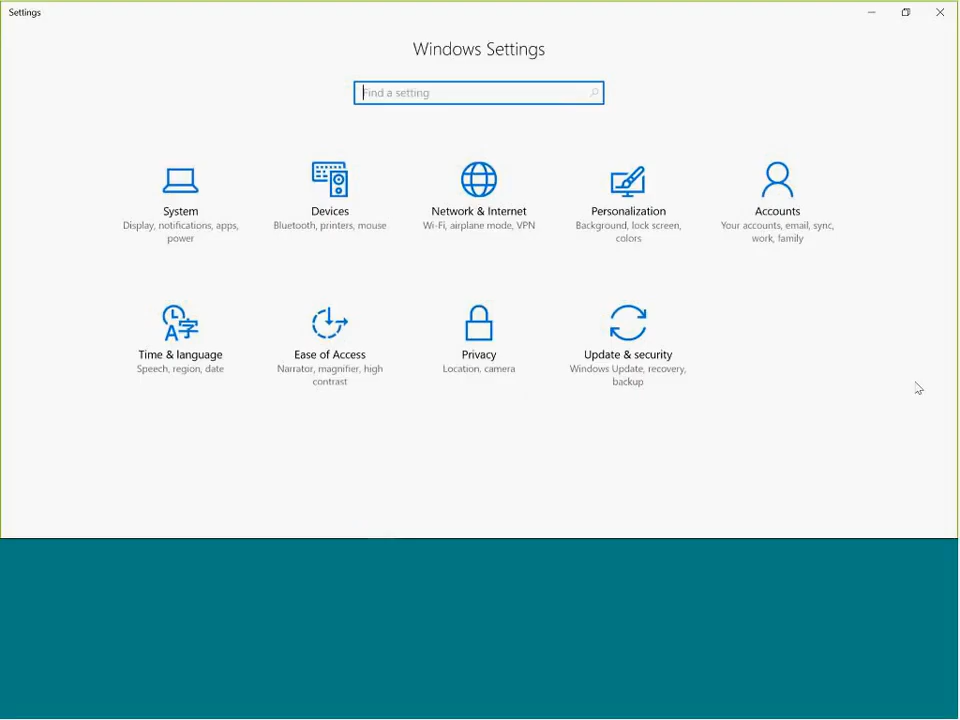 Settings
Windows Settings
Find a setting
System
Display, notifications, apps,
power
Devices
Bluetooth, printers, mouse
Network & Internet
Wi-Fi, airplane mode, VPN
Personalization
Background, lock screen,
colors
Accounts
Your accounts, email, sync,
work, family
Time & language
Speech, region, date
Ease of Access
Narrator, magnifier, high
contrast
Privacy
Location, camera
Update & security
Windows Update, recovery,
backup